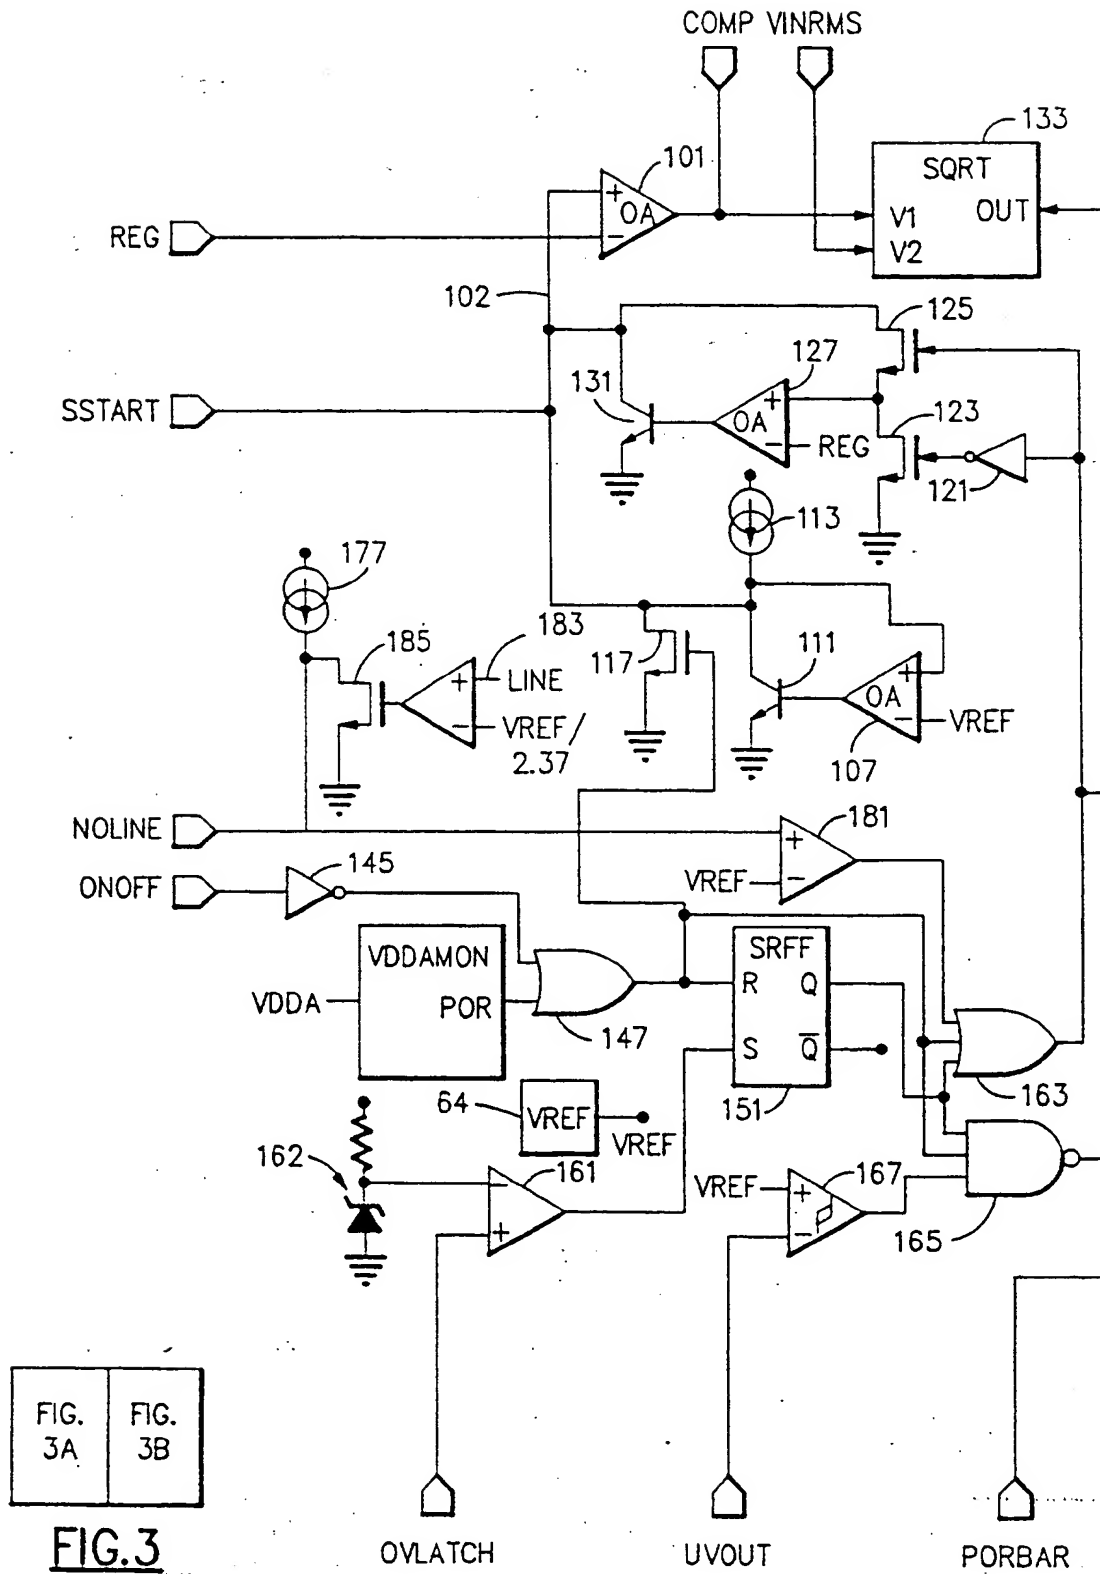 COMP VINRMS
133
SQRT
OUT
V1
V2
101
+
OA
-
REG
102
125
127
131
+
OA
-
REG
SSTART
123
121
113
177
185
183
+
LINE
-
VREF/
2.37
117
111
+
OA
-
VREF
107
NOLINE
181
+
VREF
-
ONOFF
145
VDDAMON
VDDA
POR
147
SRFF
R Q
S Q̅
151
163
64
VREF
VREF
162
-
161
+
VREF
+
167
-
165
FIG.
3A
FIG.
3B
FIG.3
OVLATCH
UVOUT
PORBAR